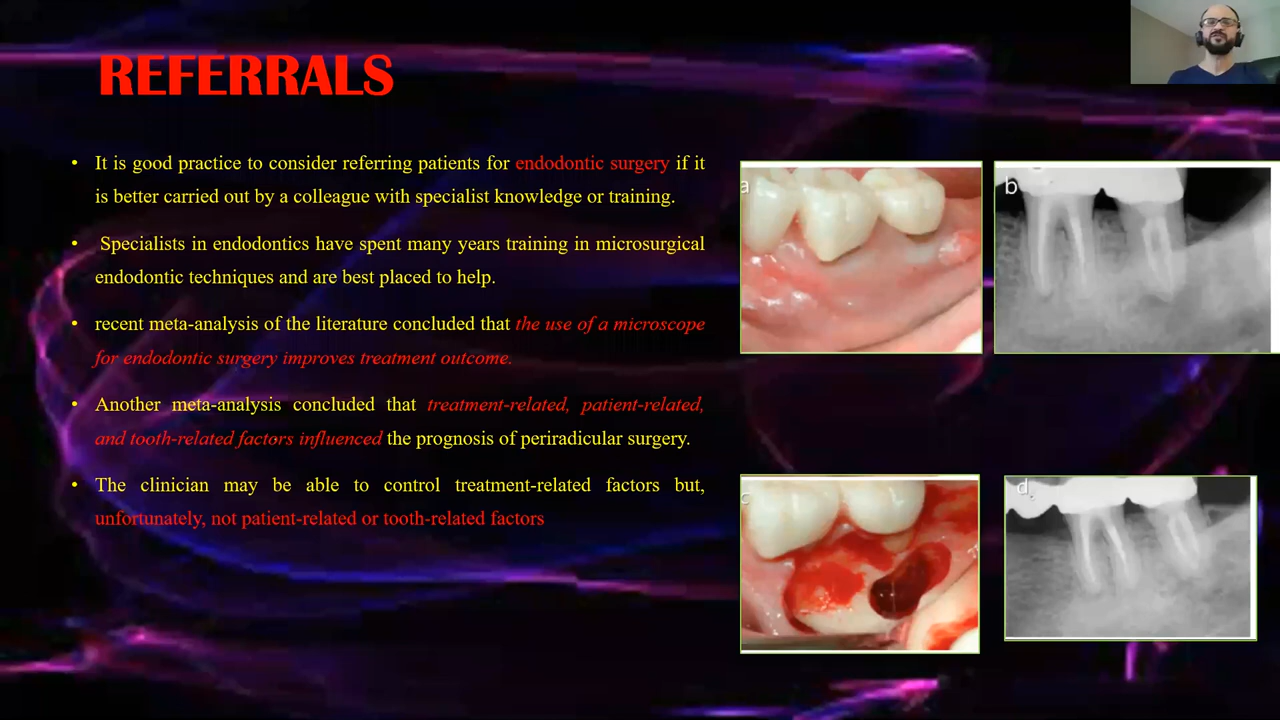 REFERRALS
• It is good practice to consider referring patients for endodontic surgery if it
is better carried out by a colleague with specialist knowledge or training.
• Specialists in endodontics have spent many years training in microsurgical
endodontic techniques and are best placed to help.
• recent meta-analysis of the literature concluded that the use of a microscope
for endodontic surgery improves treatment outcome.
• Another meta-analysis concluded that treatment-related, patient-related,
and tooth-related factors influenced the prognosis of periradicular surgery.
• The clinician may be able to control treatment-related factors but,
unfortunately, not patient-related or tooth-related factors
a
b
c
d